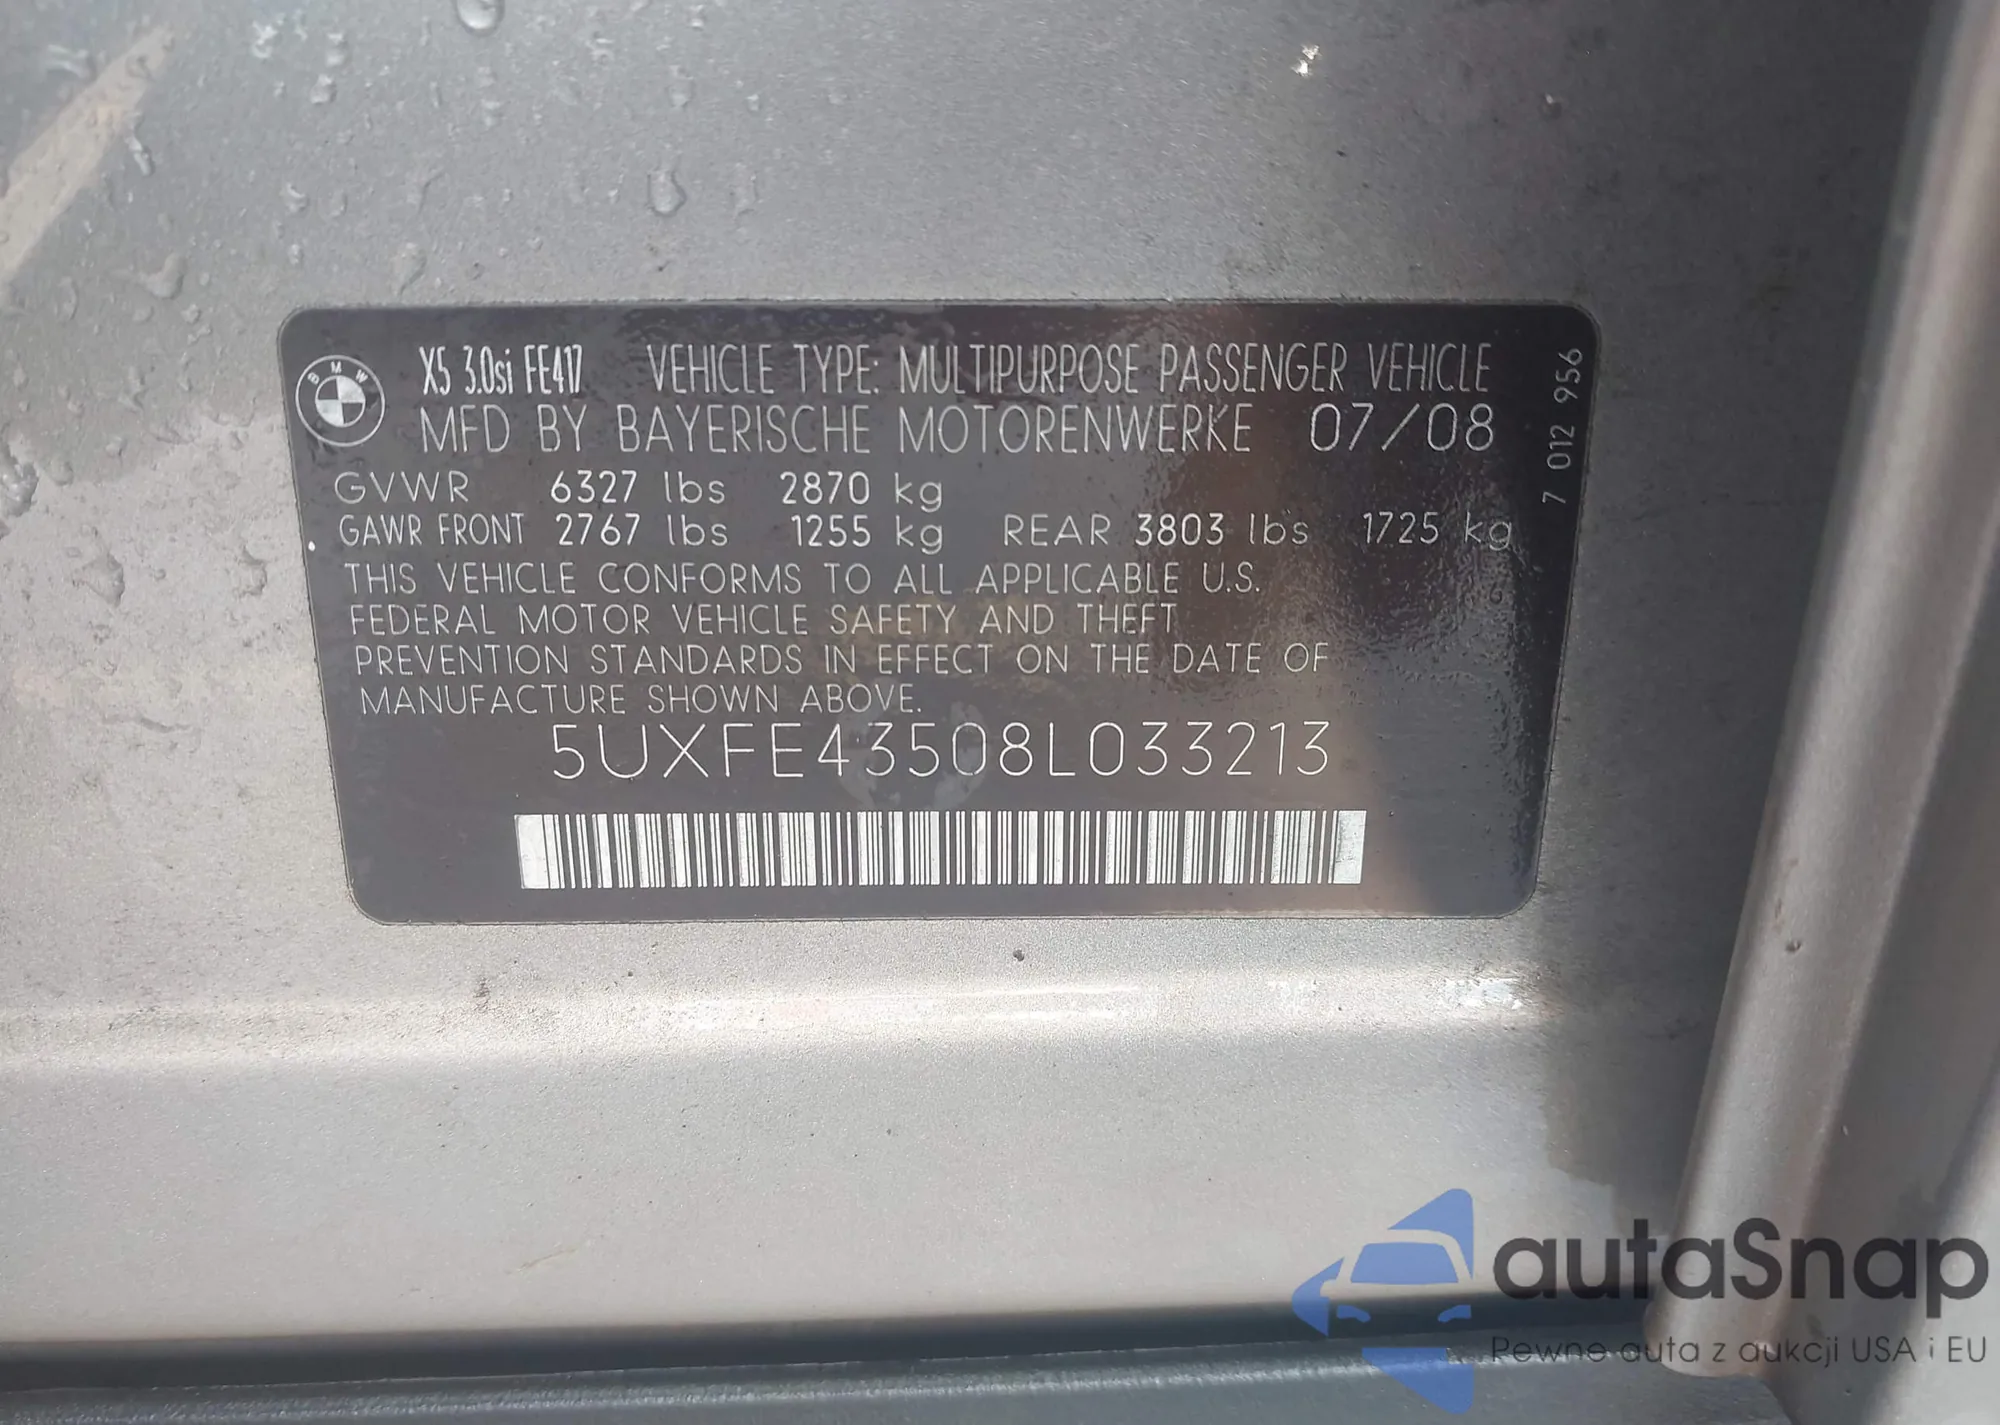 BMW
X5 3.0si FE417 VEHICLE TYPE: MULTIPURPOSE PASSENGER VEHICLE
MFD BY BAYERISCHE MOTORENWERKE 07/08
GVWR 6327 lbs 2870 kg
GAWR FRONT 2767 lbs 1255 kg REAR 3803 lbs 1725 kg
THIS VEHICLE CONFORMS TO ALL APPLICABLE U.S.
FEDERAL MOTOR VEHICLE SAFETY AND THEFT
PREVENTION STANDARDS IN EFFECT ON THE DATE OF
MANUFACTURE SHOWN ABOVE.
5UXFE43508L033213
7 012 956
autaSnap
Pewne auta z aukcji USA i EU